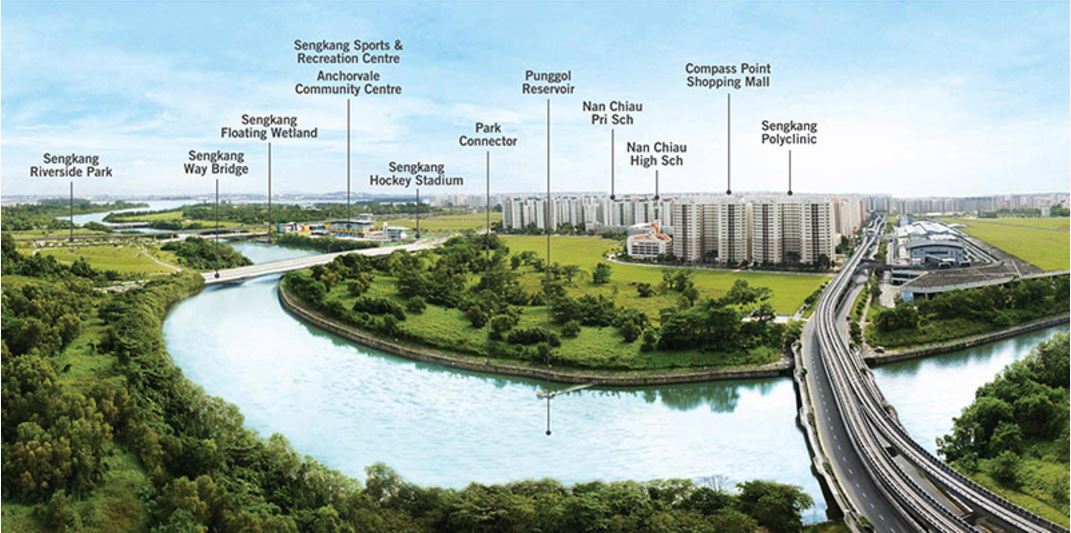 Sengkang
Riverside Park
Sengkang
Way Bridge
Sengkang
Floating Wetland
Sengkang Sports &
Recreation Centre
Anchorvale
Community Centre
Sengkang
Hockey Stadium
Park
Connector
Punggol
Reservoir
Nan Chiau
Pri Sch
Nan Chiau
High Sch
Compass Point
Shopping Mall
Sengkang
Polyclinic